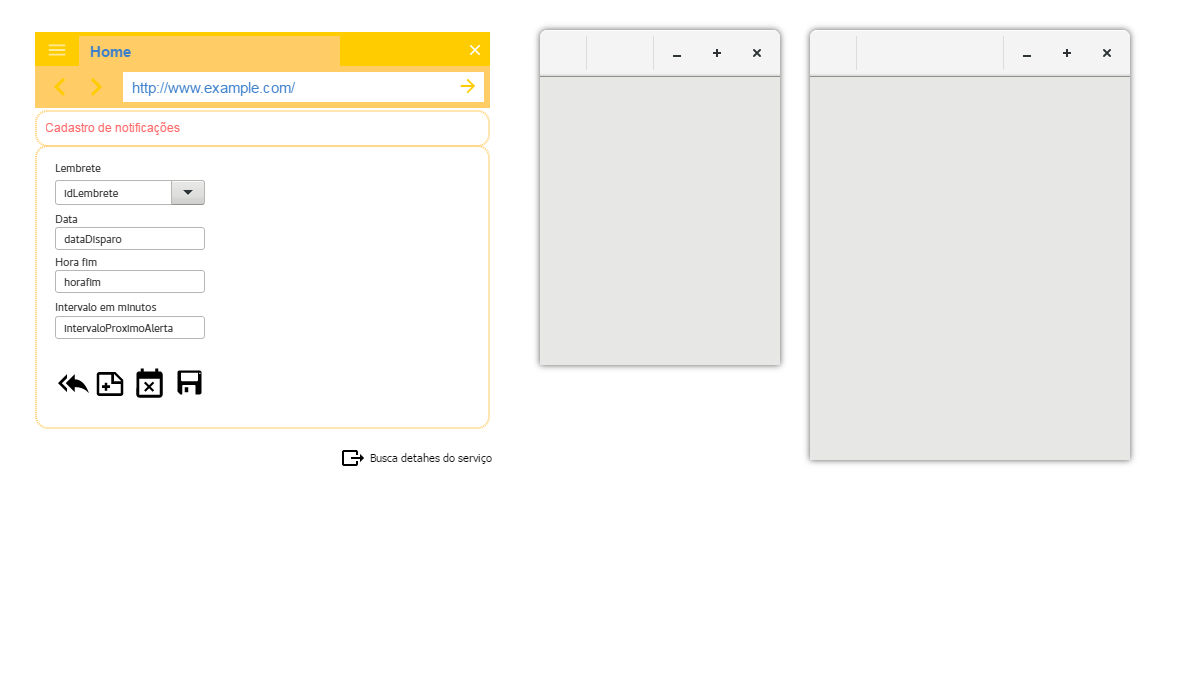 Home
http://www.example.com/
Cadastro de notificações
Lembrete
idLembrete
Data
dataDisparo
Hora fim
horafim
Intervalo em minutos
intervaloProximoAlerta
Busca detahes do serviço